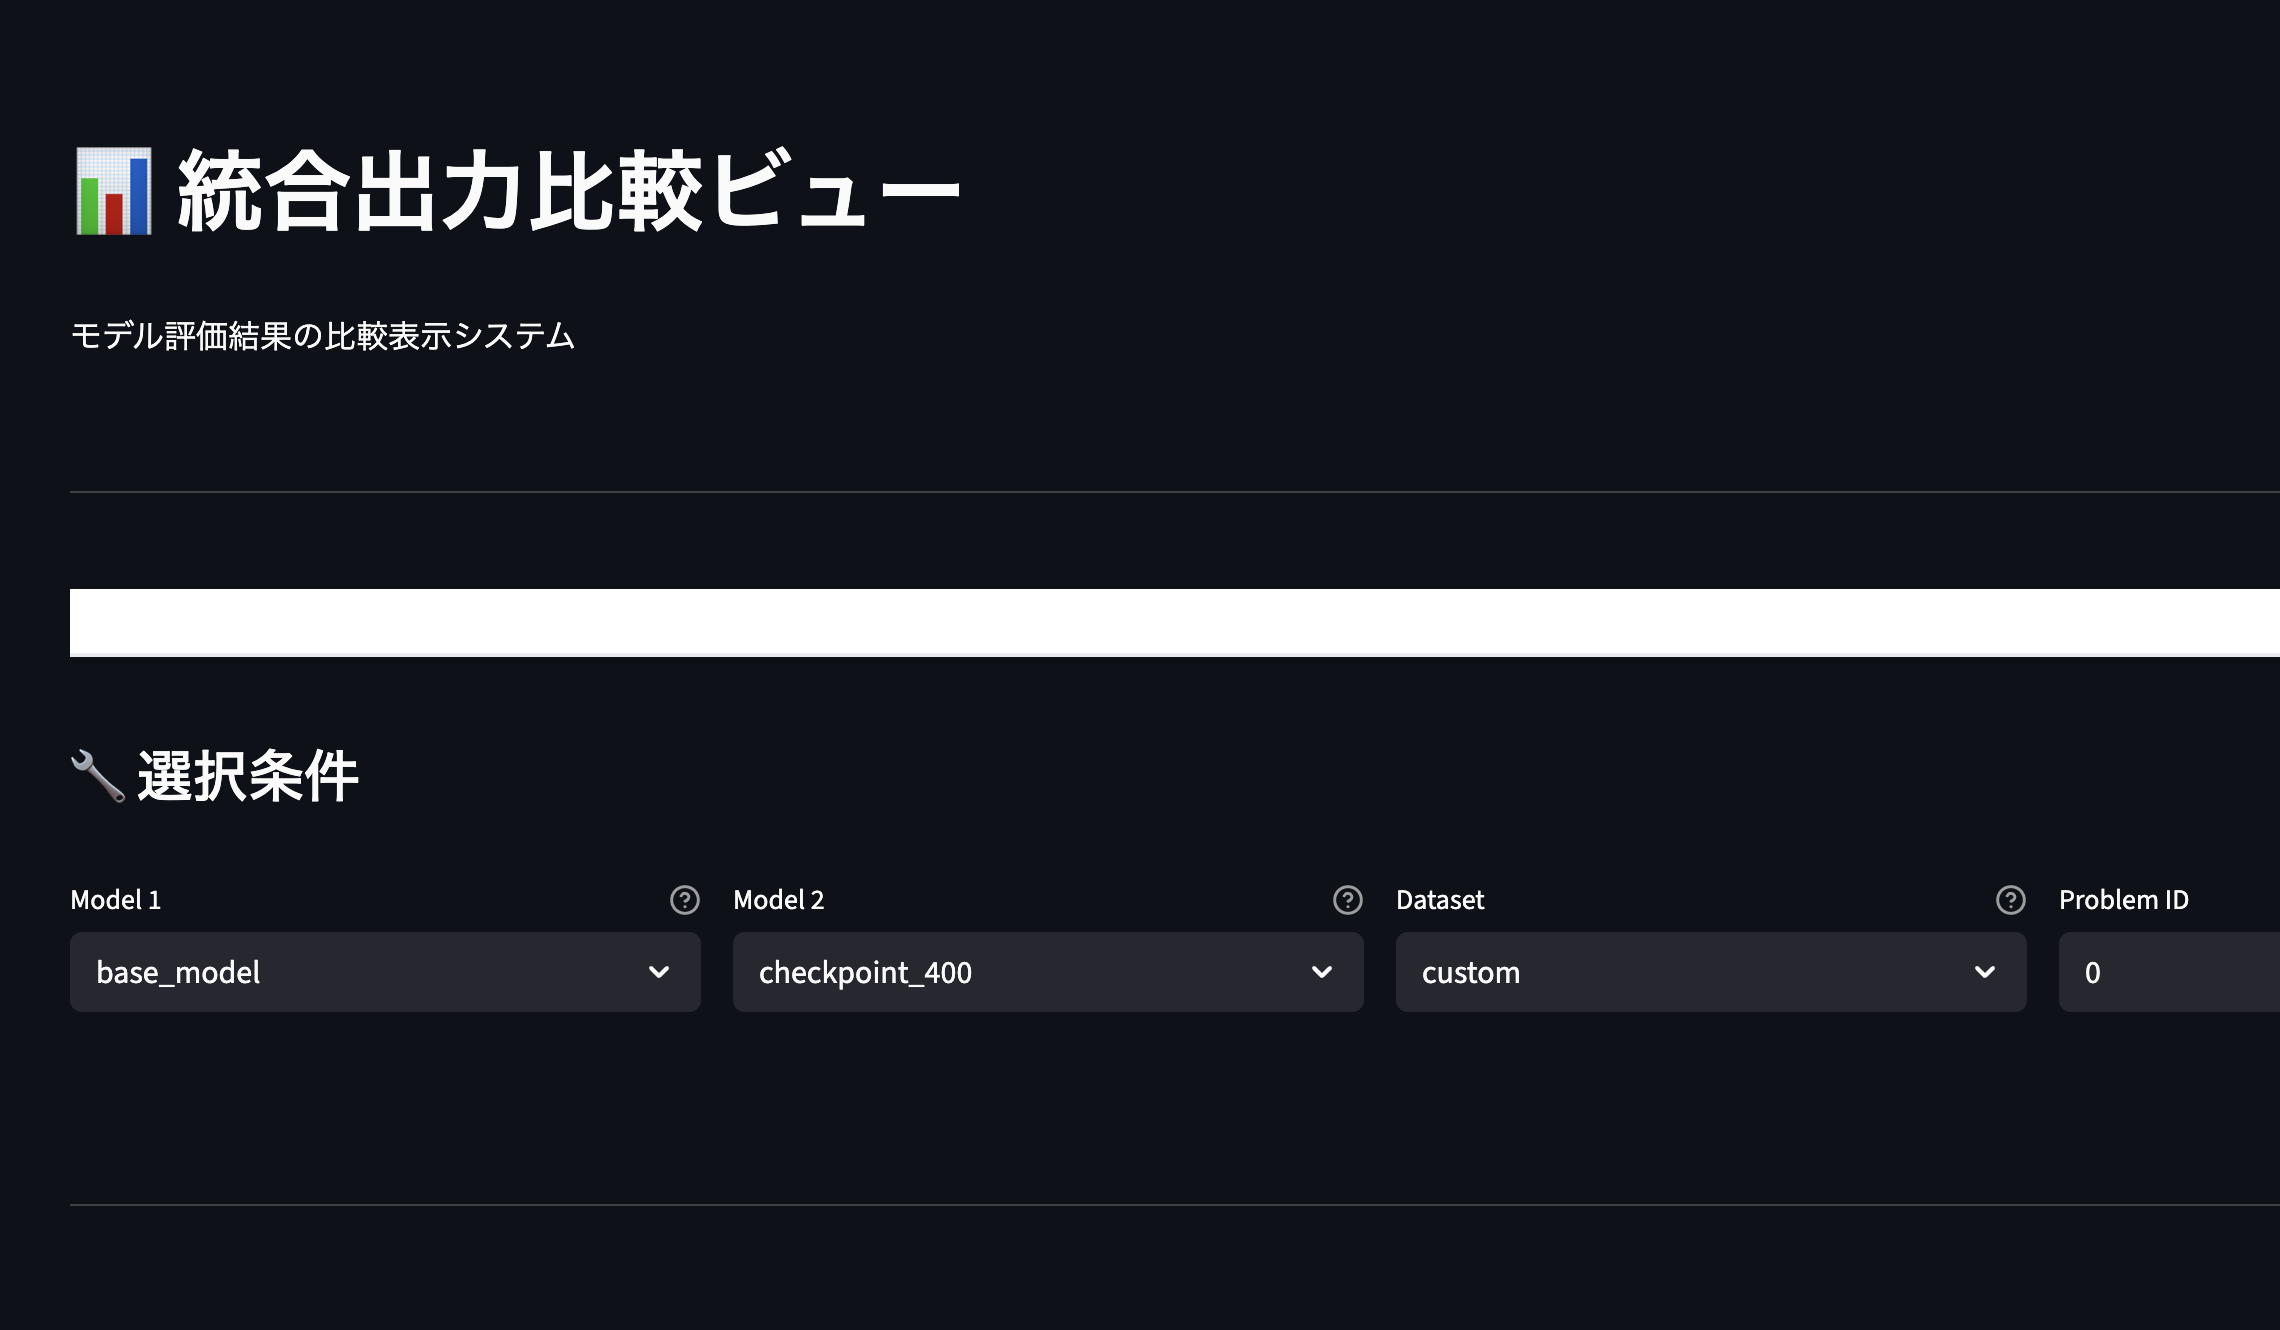 統合出力比較ビュー
モデル評価結果の比較表示システム
選択条件
Model 1
Model 2
Dataset
Problem ID
base_model
checkpoint_400
custom
0